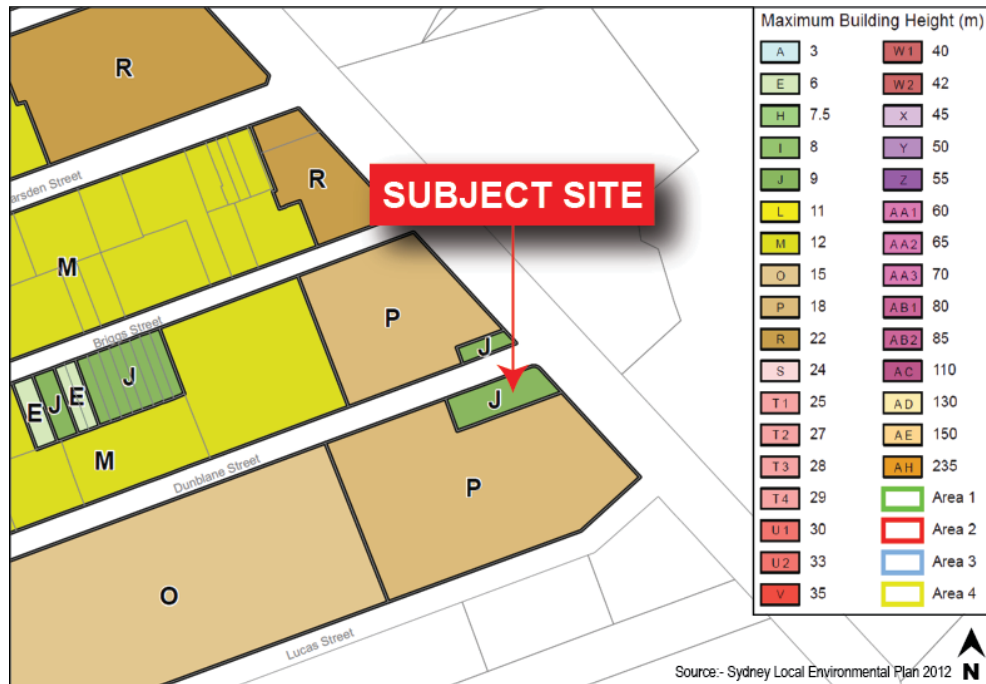 R
arsden Street
R
SUBJECT SITE
M
Briggs Street
P
J
E
J
E
J
J
M
Dunblane Street
P
O
Lucas Street
Maximum Building Height (m)
A 3
E 6
H 7.5
I 8
J 9
L 11
M 12
O 15
P 18
R 22
S 24
T1 25
T2 27
T3 28
T4 29
U1 30
U2 33
V 35
W1 40
W2 42
X 45
Y 50
Z 55
AA1 60
AA2 65
AA3 70
AB1 80
AB2 85
AC 110
AD 130
AE 150
AH 235
Area 1
Area 2
Area 3
Area 4
Source:- Sydney Local Environmental Plan 2012
N